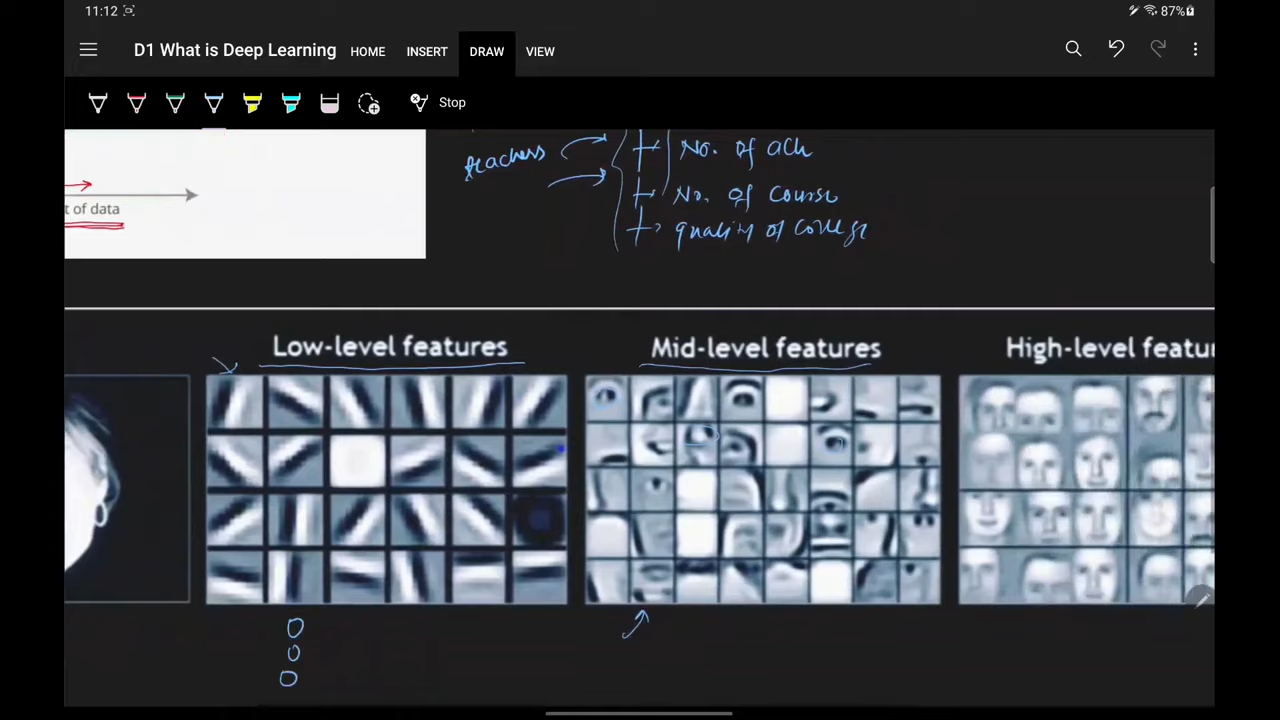 11:12
87%
D1 What is Deep Learning HOME INSERT DRAW VIEW
Stop
teachers
No. of ach
No. of course
quality of college
t of data
Low-level features Mid-level features High-level featu